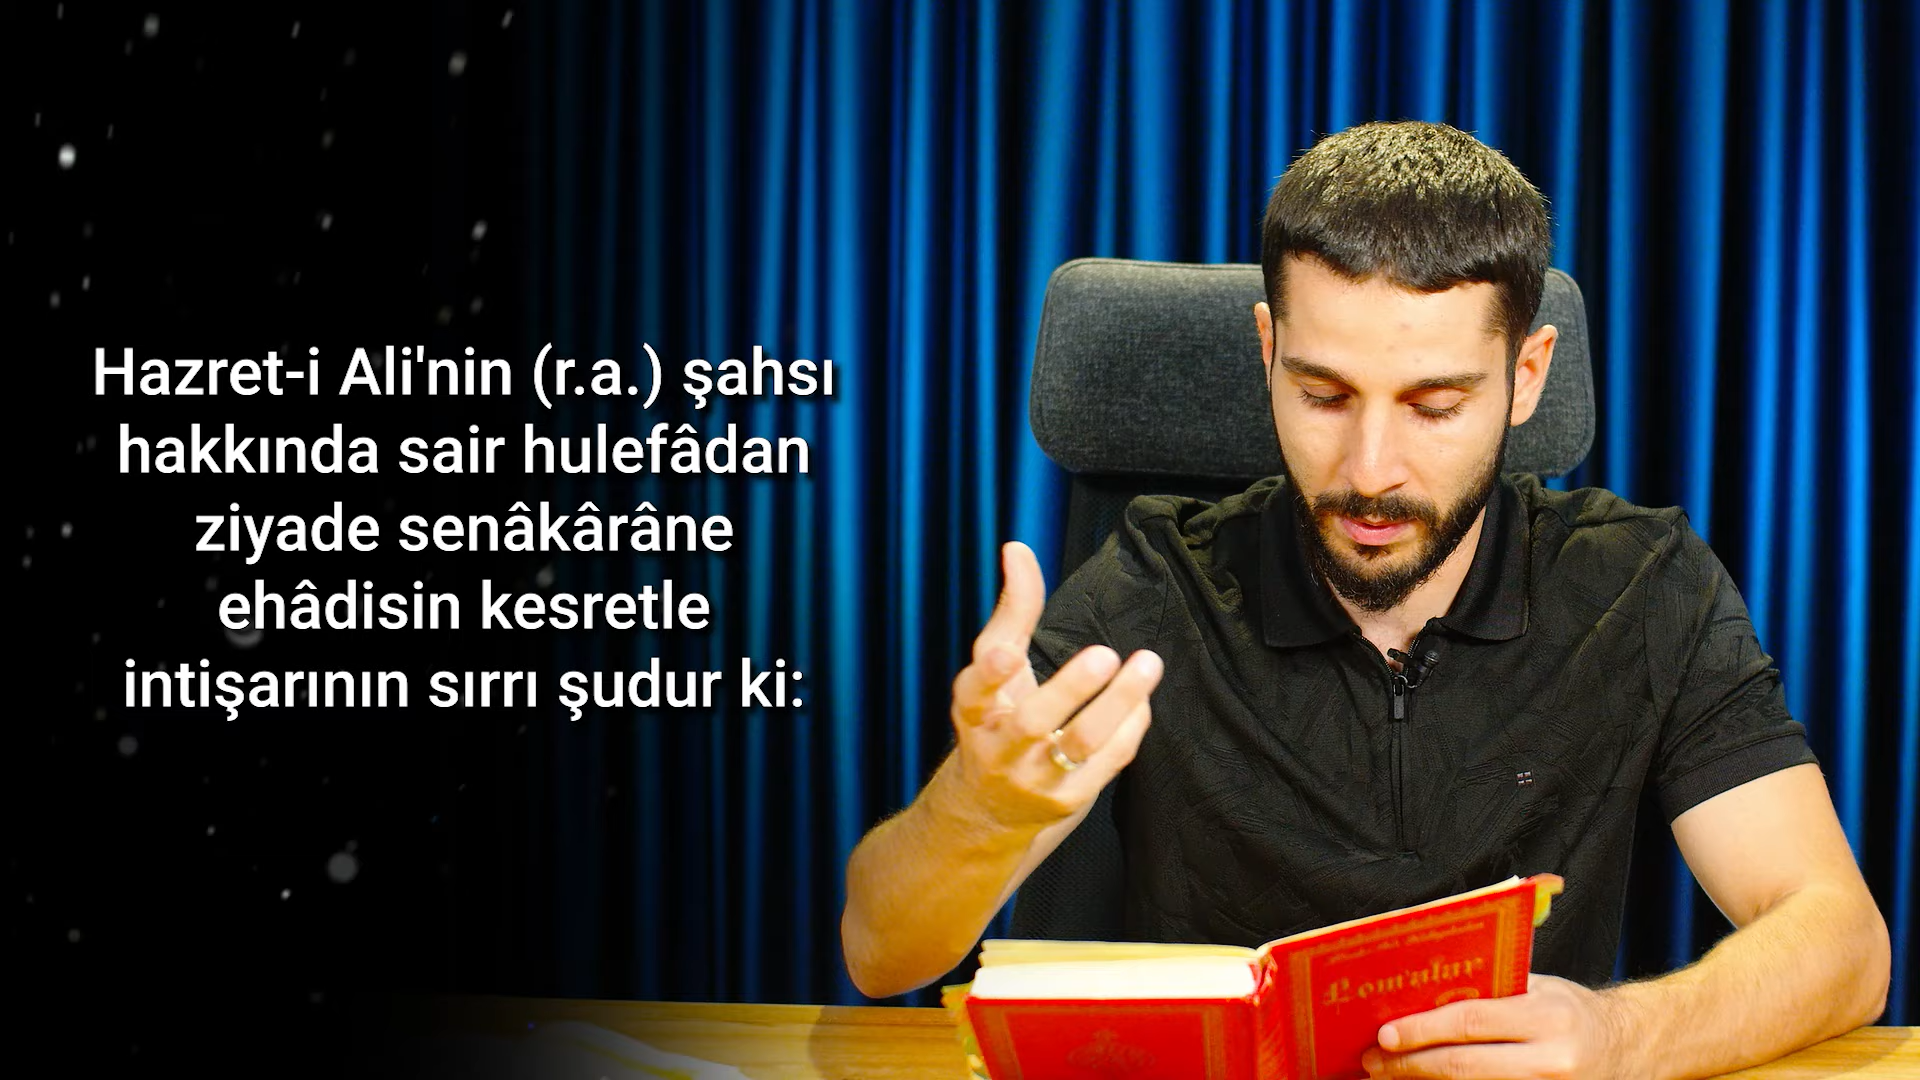 Hazret-i Ali'nin (r.a.) şahsı
hakkında sair hulefâdan
ziyade senâkârâne
ehâdisin kesretle
intişarının sırrı şudur ki:
Lem'alar